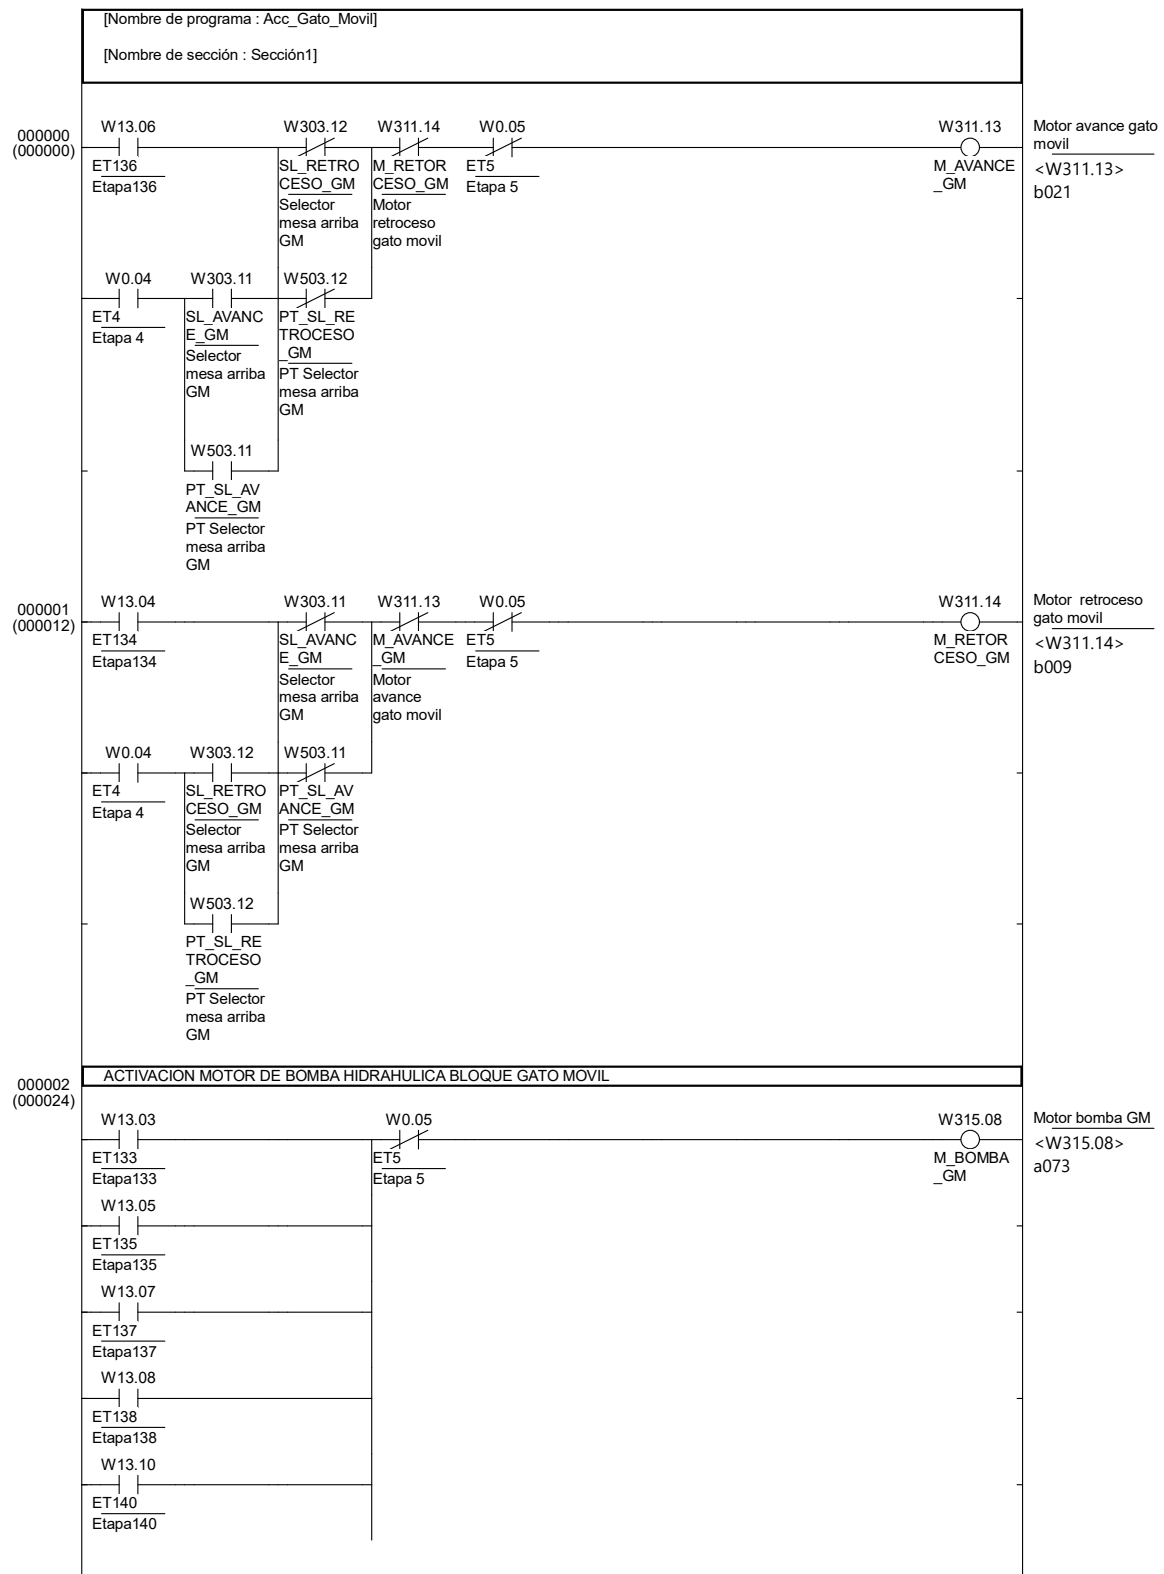 [Nombre de programa : Acc_Gato_Movil]
[Nombre de sección : Sección1]
000000
(000000)
W13.06 W303.12 W311.14 W0.05 W311.13
ET136 SL_RETRO M_RETOR ET5 M_AVANCE
Etapa136 CESO_GM CESO_GM Etapa 5 _GM
Selector Motor
mesa arriba retroceso
GM gato movil
Motor avance gato
movil
<W311.13>
b021
W0.04 W303.11 W503.12
ET4 SL_AVANC PT_SL_RE
Etapa 4 E_GM TROCESO
Selector _GM
mesa arriba PT Selector
GM mesa arriba
GM
W503.11
PT_SL_AV
ANCE_GM
PT Selector
mesa arriba
GM
000001
(000012)
W13.04 W303.11 W311.13 W0.05 W311.14
ET134 SL_AVANC M_AVANCE ET5 M_RETOR
Etapa134 E_GM _GM Etapa 5 CESO_GM
Selector Motor
mesa arriba avance
GM gato movil
Motor retroceso
gato movil
<W311.14>
b009
W0.04 W303.12 W503.11
ET4 SL_RETRO PT_SL_AV
Etapa 4 CESO_GM ANCE_GM
Selector PT Selector
mesa arriba mesa arriba
GM GM
W503.12
PT_SL_RE
TROCESO
_GM
PT Selector
mesa arriba
GM
000002
(000024)
ACTIVACION MOTOR DE BOMBA HIDRAHULICA BLOQUE GATO MOVIL
W13.03 W0.05 W315.08
ET133 ET5 M_BOMBA
Etapa133 Etapa 5 _GM
Motor bomba GM
<W315.08>
a073
W13.05
ET135
Etapa135
W13.07
ET137
Etapa137
W13.08
ET138
Etapa138
W13.10
ET140
Etapa140